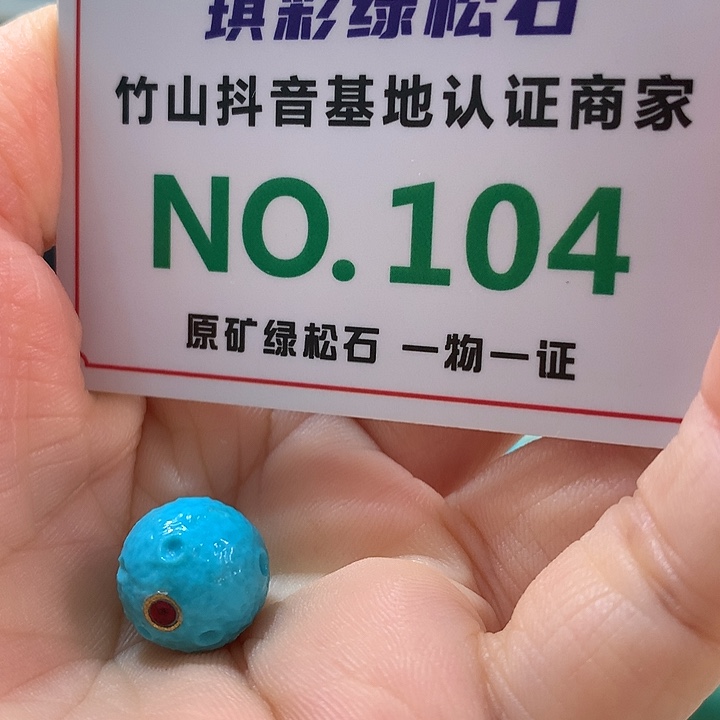 琪彩绿松石
竹山抖音基地认证商家
NO.104
原矿绿松石 一物一证